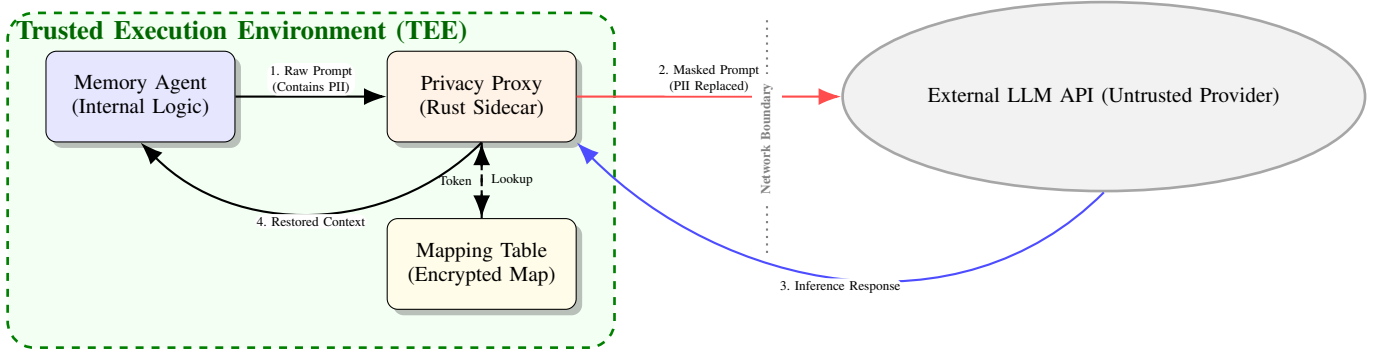 Trusted Execution Environment (TEE)
Memory Agent
(Internal Logic)
1. Raw Prompt
(Contains PII)
Privacy Proxy
(Rust Sidecar)
2. Masked Prompt
(PII Replaced)
Network Boundary
External LLM API (Untrusted Provider)
Token
Lookup
4. Restored Context
Mapping Table
(Encrypted Map)
3. Inference Response